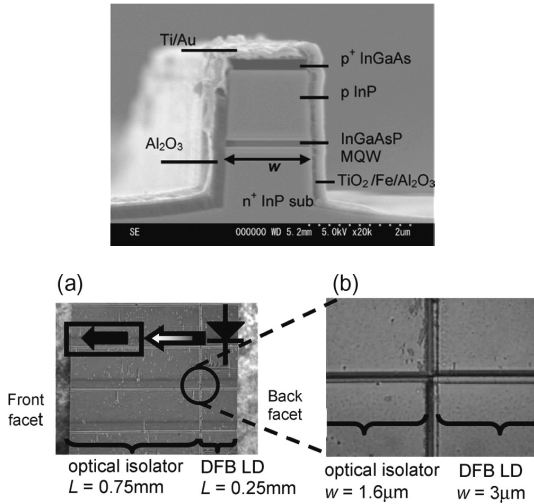 Ti/Au
p+ InGaAs
p InP
Al2O3
InGaAsP
MQW
w
TiO2/Fe/Al2O3
n+ InP sub
SE 000000 WD 5.2mm 5.0kV x20k 2um
(a)
(b)
Front
facet
Back
facet
optical isolator
L = 0.75mm
DFB LD
L = 0.25mm
optical isolator
w = 1.6μm
DFB LD
w = 3μm